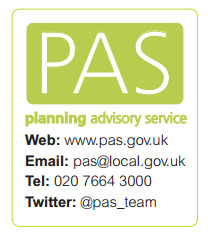 PAS
planning advisory service
Web: www.pas.gov.uk
Email: pas@local.gov.uk
Tel: 020 7664 3000
Twitter: @pas_team